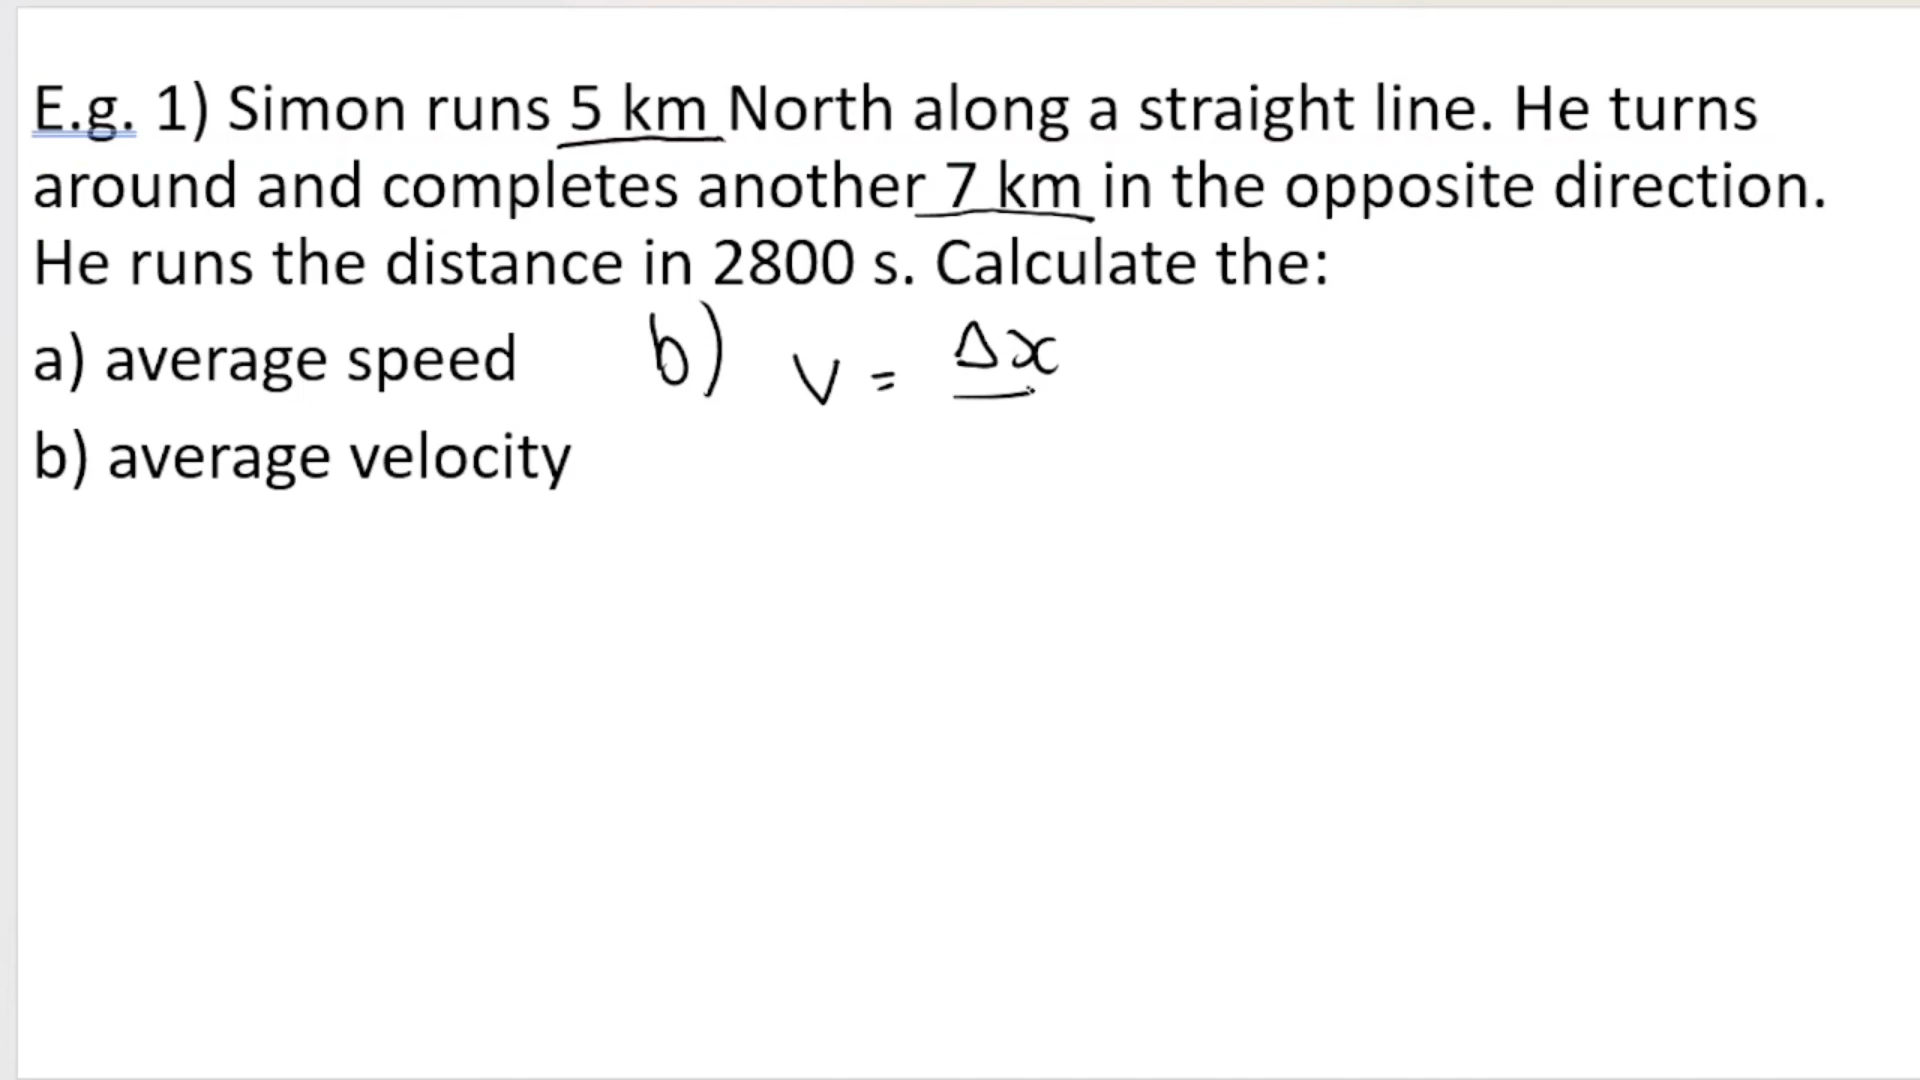 E.g. 1) Simon runs 5 km North along a straight line. He turns
around and completes another 7 km in the opposite direction.
He runs the distance in 2800 s. Calculate the:
a) average speed
b) v = Δx
b) average velocity